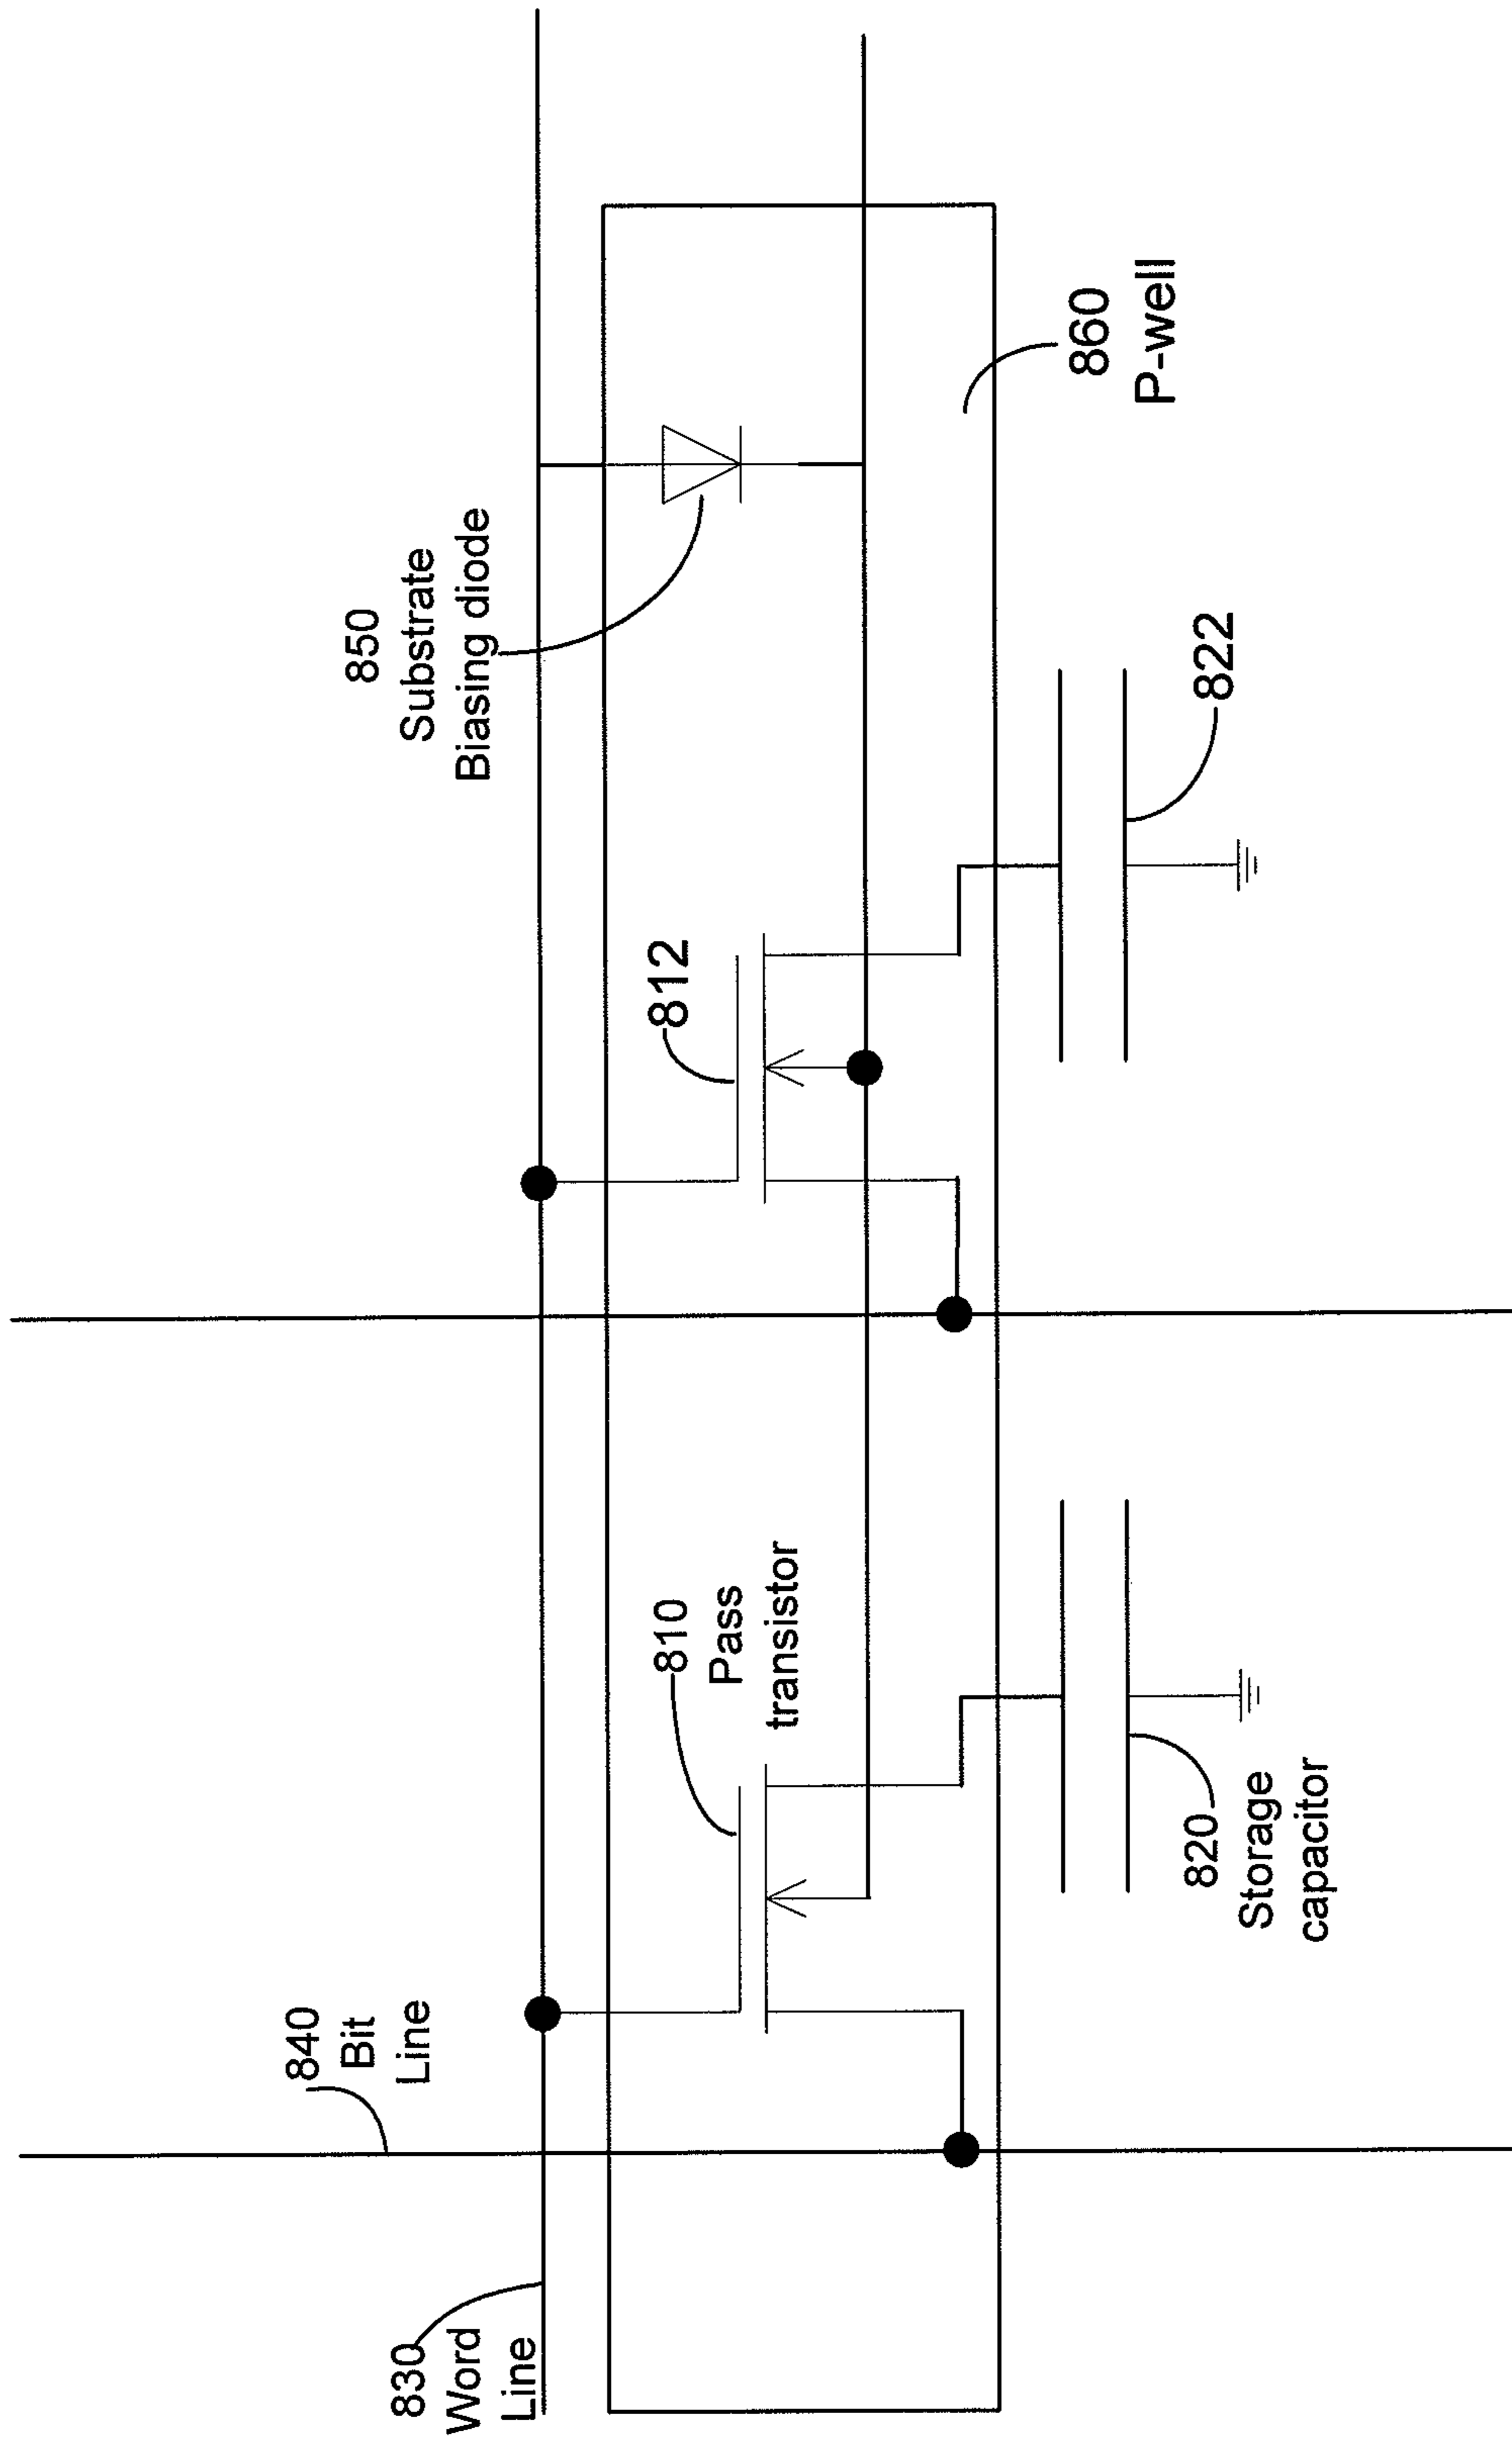 830
Word
Line
840
Bit
Line
810
Pass
transistor
820
Storage
capacitor
812
822
850
Substrate
Biasing diode
860
P-well